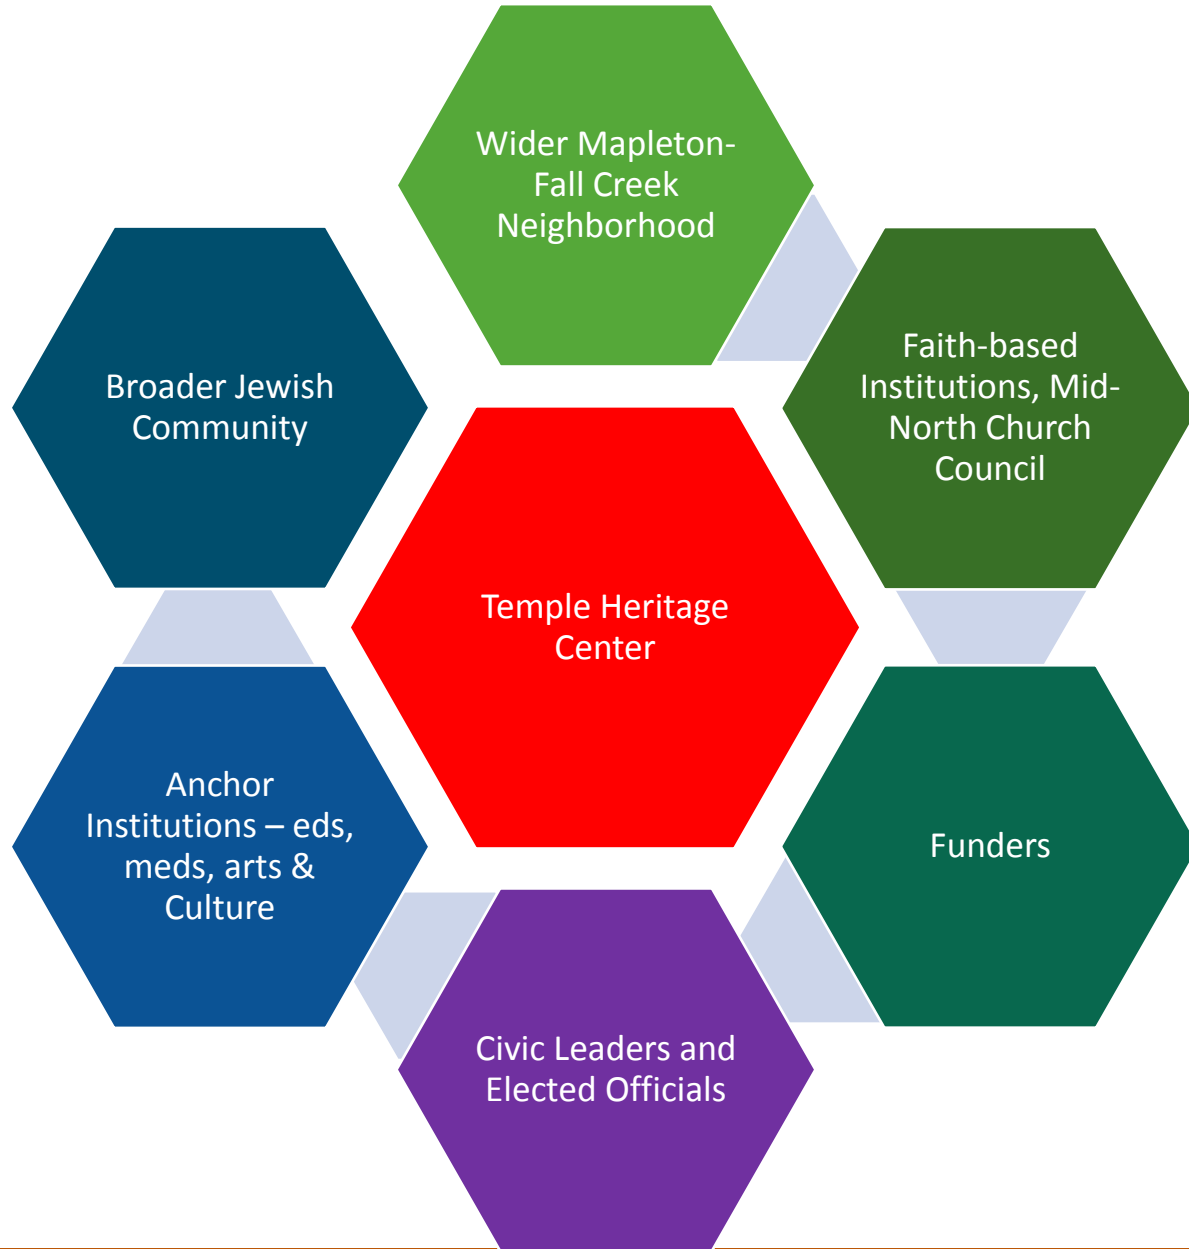 Wider Mapleton-
Fall Creek
Neighborhood
Broader Jewish
Community
Faith-based
Institutions, Mid-
North Church
Council
Temple Heritage
Center
Anchor
Institutions – eds,
meds, arts &
Culture
Funders
Civic Leaders and
Elected Officials